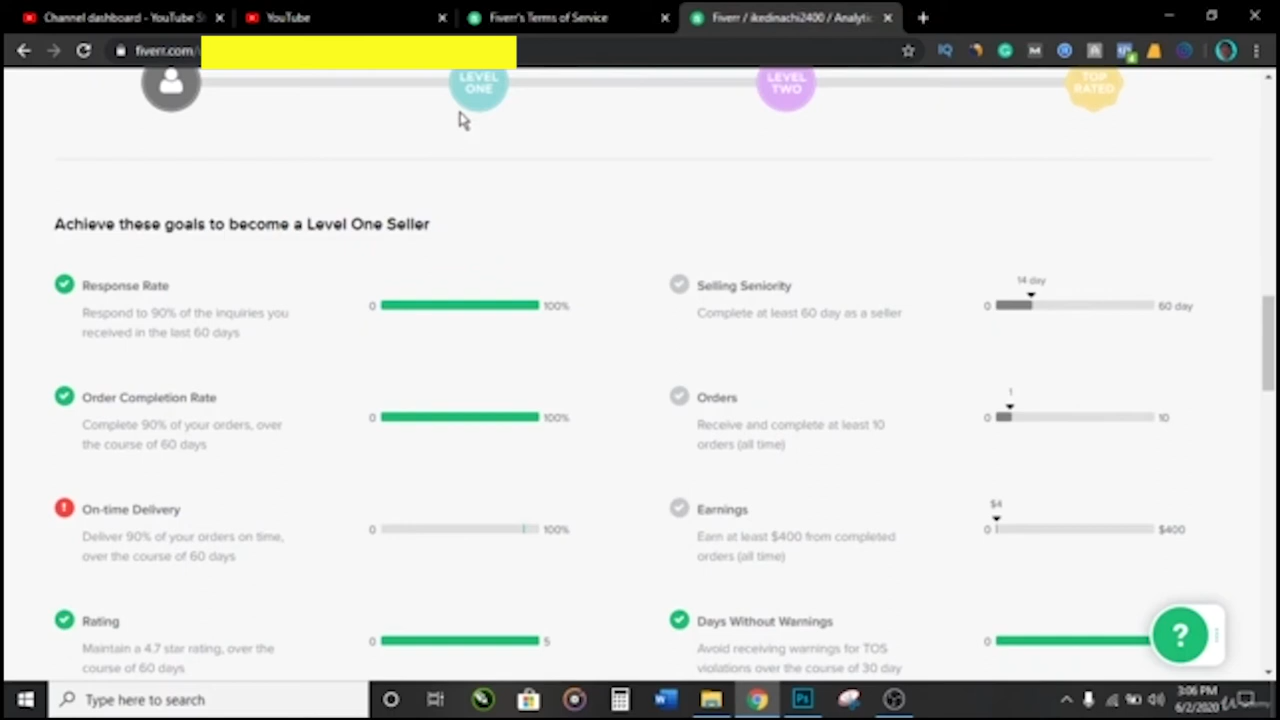 Channel dashboard - YouTube S
YouTube
Fiverr's Terms of Service
Fiverr / ikedinachi2400 / Analytic
fiverr.com/
LEVEL ONE
LEVEL TWO
TOP RATED
Achieve these goals to become a Level One Seller
Response Rate
Respond to 90% of the inquiries you
received in the last 60 days
0 100%
Selling Seniority
Complete at least 60 day as a seller
14 day
0 60 day
Order Completion Rate
Complete 90% of your orders, over
the course of 60 days
0 100%
Orders
Receive and complete at least 10
orders (all time)
1
0 10
On-time Delivery
Deliver 90% of your orders on time,
over the course of 60 days
0 100%
Earnings
Earn at least $400 from completed
orders (all time)
$4
0 $400
Rating
Maintain a 4.7 star rating, over the
course of 60 days
0 5
Days Without Warnings
Avoid receiving warnings for TOS
violations over the course of 30 day
0
?
Type here to search
Ps
3:06 PM
6/2/2020